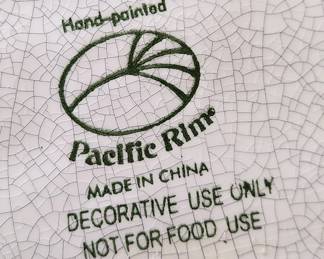 Hand-painted
Pacific Rim®
MADE IN CHINA
DECORATIVE USE ONLY
NOT FOR FOOD USE